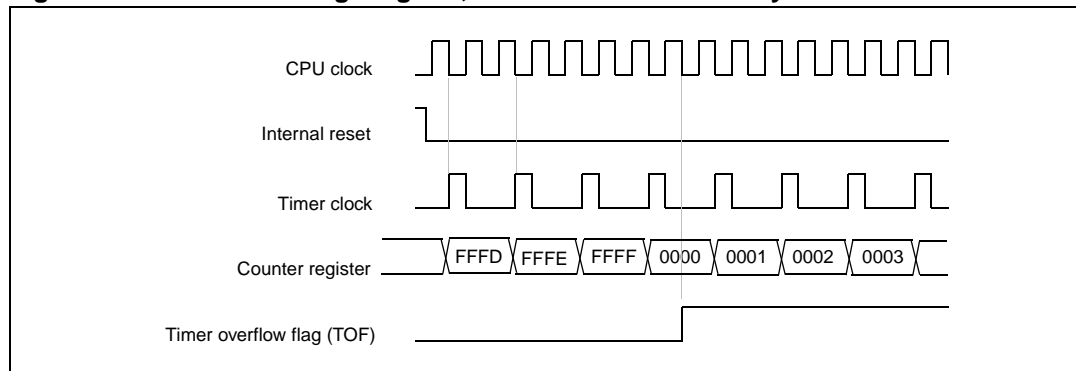 CPU clock
Internal reset
Timer clock
Counter register
FFFD FFFE FFFF 0000 0001 0002 0003
Timer overflow flag (TOF)